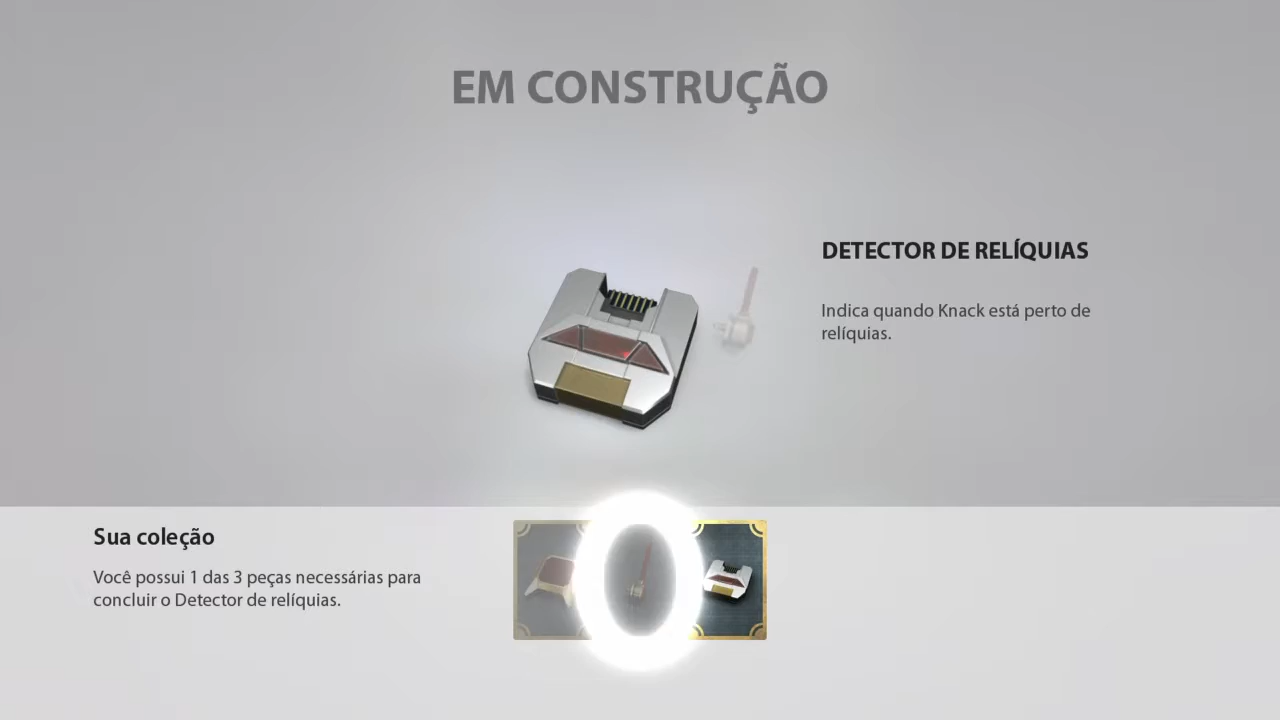 EM CONSTRUÇÃO
DETECTOR DE RELÍQUIAS
Indica quando Knack está perto de
relíquias.
Sua coleção
Você possui 1 das 3 peças necessárias para
concluir o Detector de relíquias.